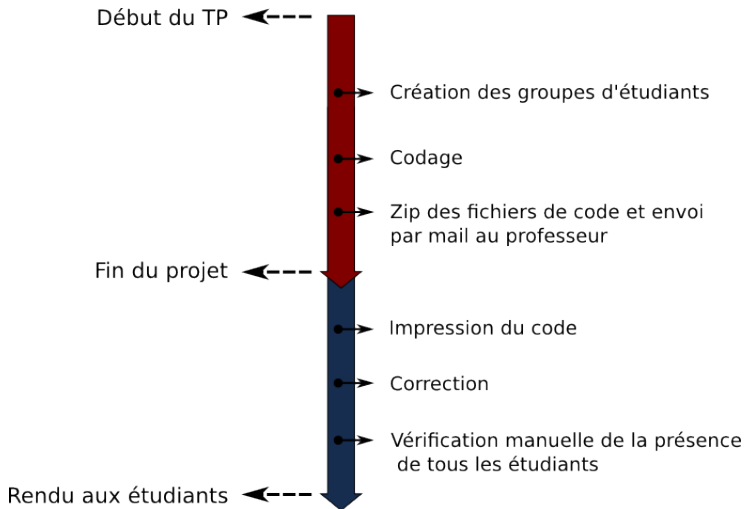 Début du TP
Création des groupes d'étudiants
Codage
Zip des fichiers de code et envoi
par mail au professeur
Fin du projet
Impression du code
Correction
Vérification manuelle de la présence
de tous les étudiants
Rendu aux étudiants